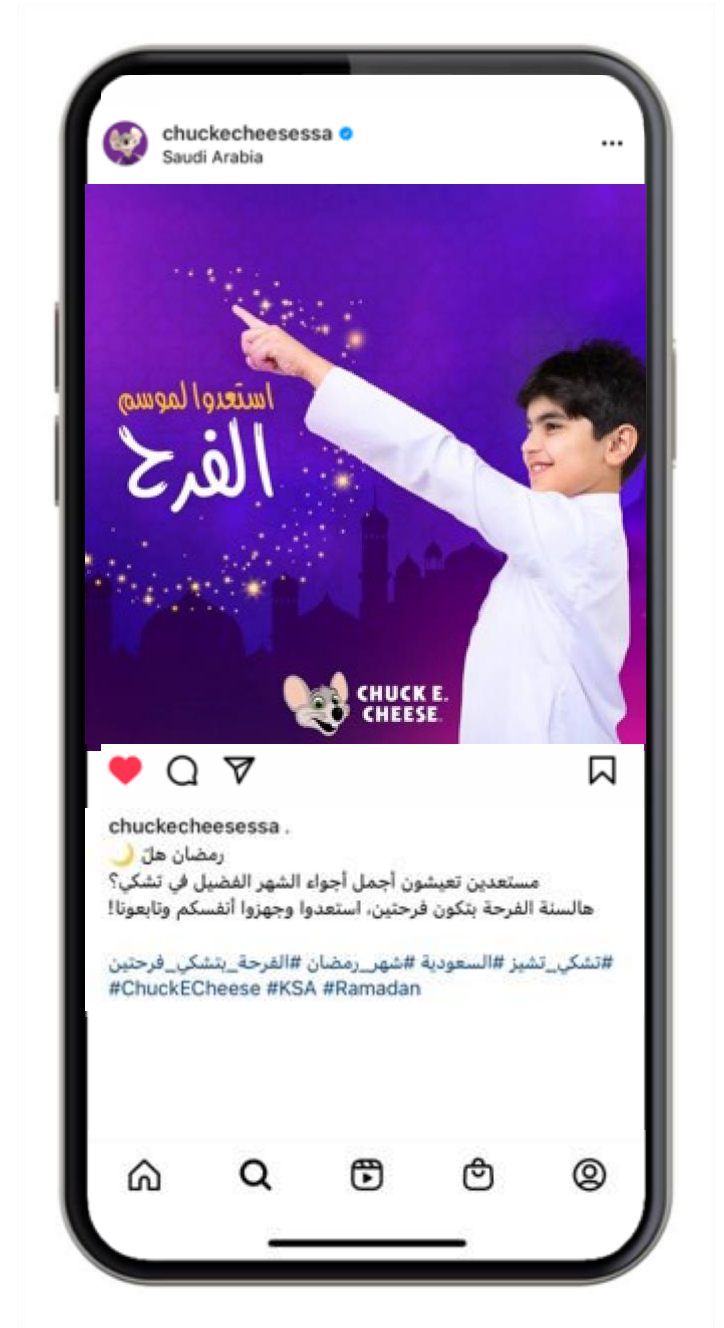 chuckecheesessa
Saudi Arabia
استعدوا لموسم
الفرح
CHUCK E.
CHEESE
chuckecheesessa .
رمضان هلّ 🌙
مستعدين تعيشون أجمل أجواء الشهر الفضيل في تشكي؟
هالسنة الفرحة بتكون فرحتين، استعدوا وجهزوا أنفسكم وتابعونا!
#تشكي_تشيز #السعودية #شهر_رمضان #الفرحة_بتشكي_فرحتين
#ChuckECheese #KSA #Ramadan